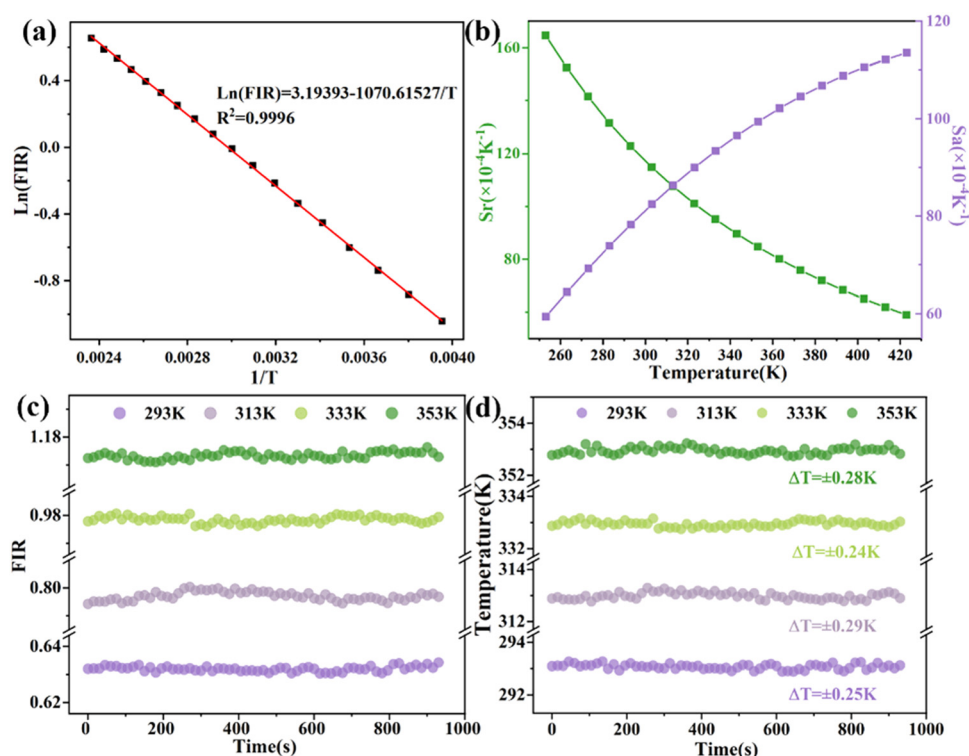 (a)
Ln(FIR)=3.19393-1070.61527/T
R²=0.9996
Ln(FIR)
0.4
0.0
-0.4
-0.8
0.0024 0.0028 0.0032 0.0036 0.0040
1/T
(b)
Sr(×10⁻⁴K⁻¹)
160
120
80
Sa(×10⁻⁴K⁻¹)
120
100
80
60
260 280 300 320 340 360 380 400 420
Temperature(K)
(c)
293K 313K 333K 353K
FIR
1.18
0.98
0.80
0.64
0.62
0 200 400 600 800 1000
Time(s)
(d)
293K 313K 333K 353K
Temperature(K)
354
352
ΔT=±0.28K
334
332
ΔT=±0.24K
314
312
ΔT=±0.29K
294
292
ΔT=±0.25K
0 200 400 600 800 1000
Time(s)